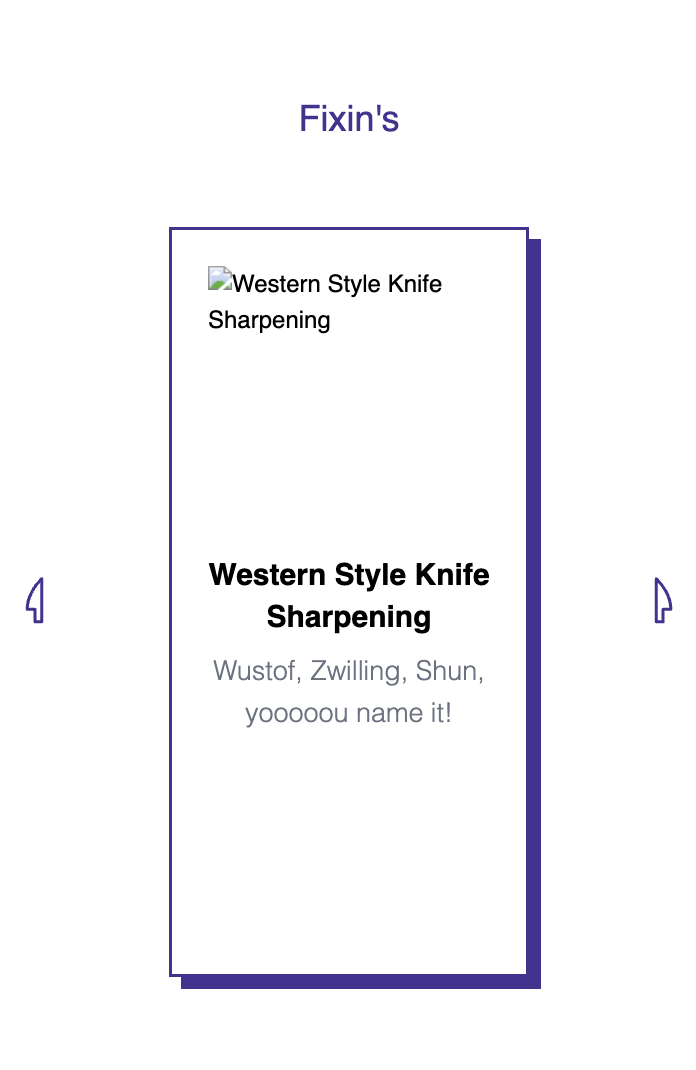 Fixin's
Western Style Knife
Sharpening
Western Style Knife
Sharpening
Wustof, Zwilling, Shun,
yooooou name it!